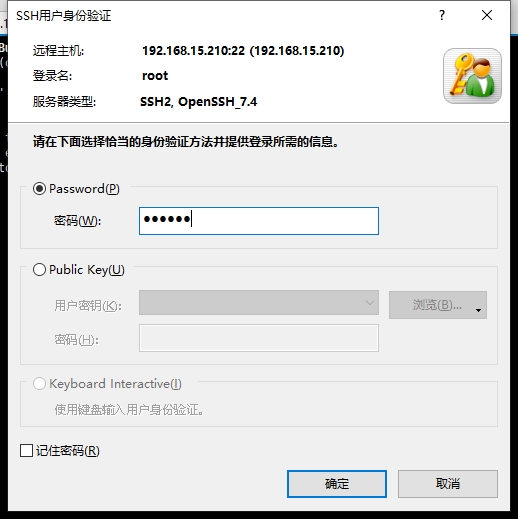 SSH用户身份验证
远程主机: 192.168.15.210:22 (192.168.15.210)
登录名: root
服务器类型: SSH2, OpenSSH_7.4
请在下面选择恰当的身份验证方法并提供登录所需的信息。
Password(P)
密码(W): ••••••
Public Key(U)
用户密钥(K): 浏览(B)...
密码(H):
Keyboard Interactive(I)
使用键盘输入用户身份验证。
记住密码(R)
确定 取消